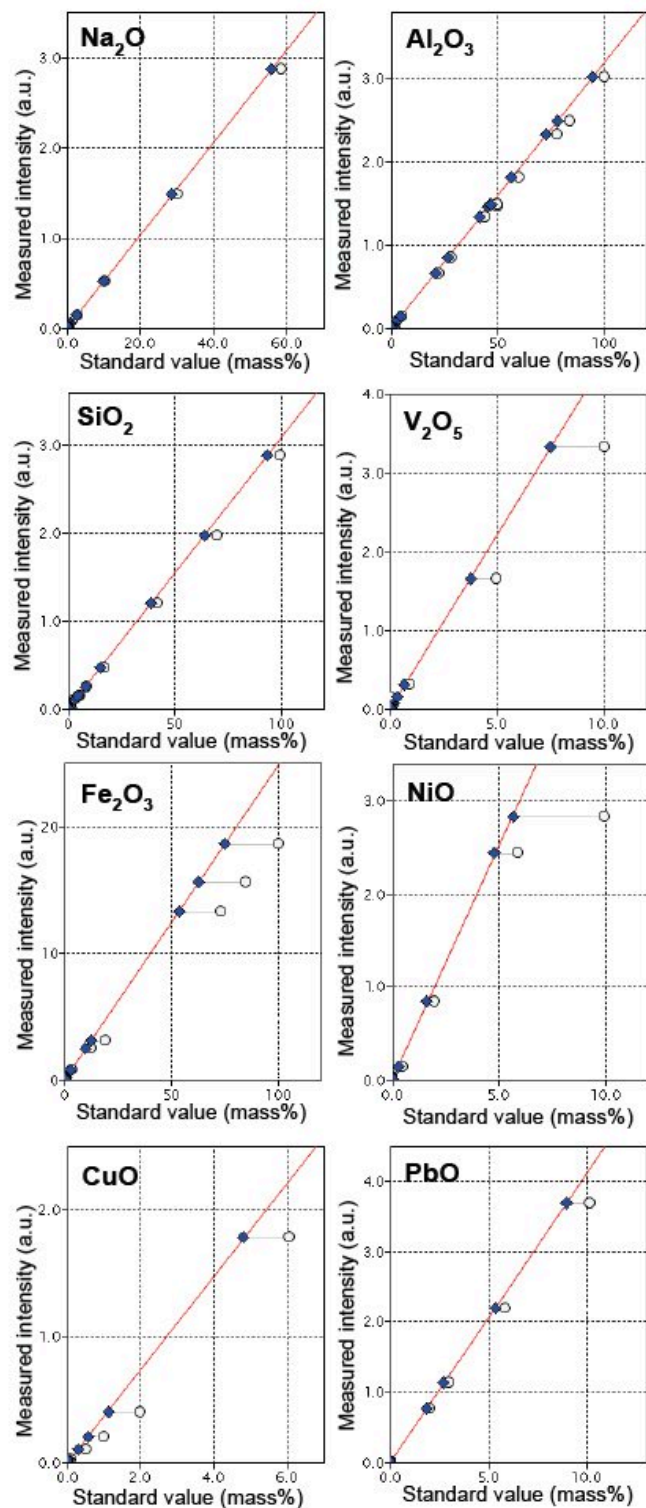 Na₂O
Measured intensity (a.u.)
3.0
2.0
1.0
0.0
0.0 20.0 40.0 60.0
Standard value (mass%)
Al₂O₃
Measured intensity (a.u.)
3.0
2.0
1.0
0.0
0 50 100
Standard value (mass%)
SiO₂
Measured intensity (a.u.)
3.0
2.0
1.0
0.0
0 50 100
Standard value (mass%)
V₂O₅
Measured intensity (a.u.)
4.0
3.0
2.0
1.0
0.0
0.0 5.0 10.0
Standard value (mass%)
Fe₂O₃
Measured intensity (a.u.)
20
10
0
0 50 100
Standard value (mass%)
NiO
Measured intensity (a.u.)
3.0
2.0
1.0
0.0
0.0 5.0 10.0
Standard value (mass%)
CuO
Measured intensity (a.u.)
2.0
1.0
0.0
0.0 2.0 4.0 6.0
Standard value (mass%)
PbO
Measured intensity (a.u.)
4.0
3.0
2.0
1.0
0.0
0.0 5.0 10.0
Standard value (mass%)